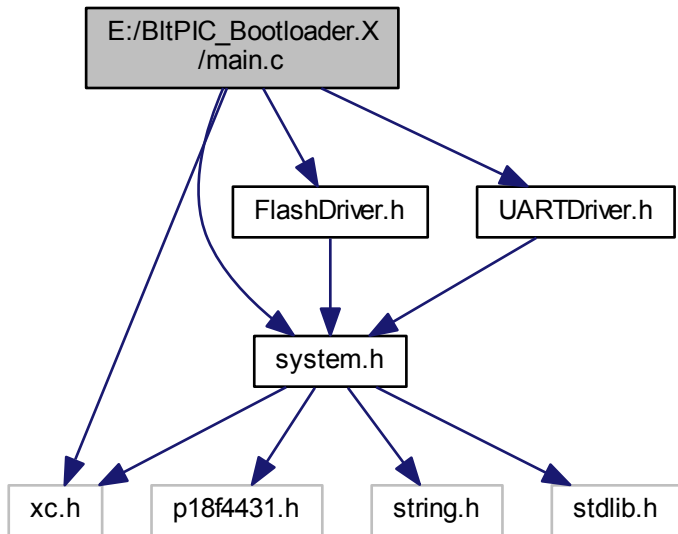 E:/BltPIC_Bootloader.X
/main.c
FlashDriver.h
UARTDriver.h
system.h
xc.h
p18f4431.h
string.h
stdlib.h